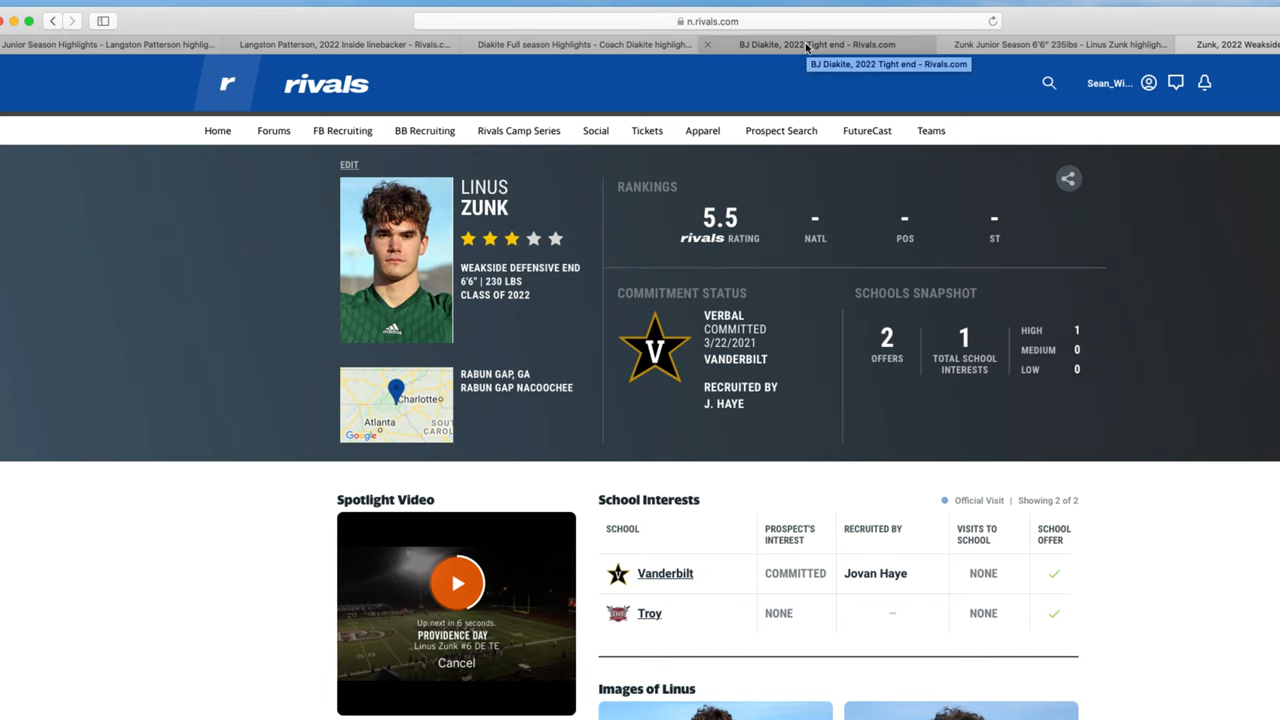 n.rivals.com
Junior Season Highlights - Langston Patterson highlig...
Langston Patterson, 2022 Inside linebacker - Rivals.c...
Diakite Full season Highlights - Coach Diakite highligh...
BJ Diakite, 2022 Tight end - Rivals.com
Zunk Junior Season 6'6" 235lbs - Linus Zunk highligh...
Zunk, 2022 Weakside
BJ Diakite, 2022 Tight end - Rivals.com
r
rivals
Sean_Wi...
Home
Forums
FB Recruiting
BB Recruiting
Rivals Camp Series
Social
Tickets
Apparel
Prospect Search
FutureCast
Teams
EDIT
LINUS
ZUNK
WEAKSIDE DEFENSIVE END
6'6" | 230 LBS
CLASS OF 2022
RABUN GAP, GA
RABUN GAP NACOOCHEE
Charlotte
Atlanta
SOUT
CAROL
Google
RANKINGS
5.5
rivals RATING
-
NATL
-
POS
-
ST
COMMITMENT STATUS
V
VERBAL
COMMITTED
3/22/2021
VANDERBILT
RECRUITED BY
J. HAYE
SCHOOLS SNAPSHOT
2
OFFERS
1
TOTAL SCHOOL
INTERESTS
HIGH 1
MEDIUM 0
LOW 0
Spotlight Video
Up next in 6 seconds.
PROVIDENCE DAY
Linus Zunk #6 DE TE
Cancel
School Interests
Official Visit | Showing 2 of 2
SCHOOL
PROSPECT'S
INTEREST
RECRUITED BY
VISITS TO
SCHOOL
SCHOOL
OFFER
Vanderbilt COMMITTED Jovan Haye NONE
Troy NONE – NONE
Images of Linus